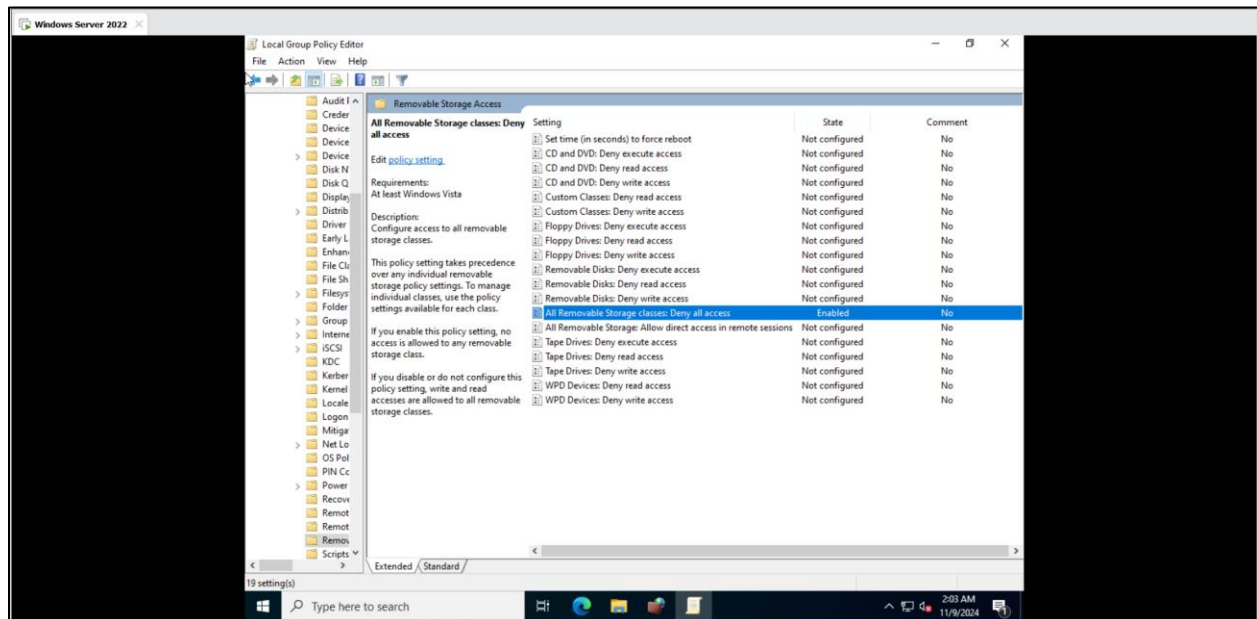 Windows Server 2022
Local Group Policy Editor
File Action View Help
Audit
Creder
Device
Device
Device
Disk N
Disk Q
Display
Distrib
Driver
Early L
Enhan
File Cla
File Sh
Filesys
Folder
Group
Interne
iSCSI
KDC
Kerber
Kernel
Locale
Logon
Mitiga
Net Lo
OS Pol
PIN Co
Power
Recove
Remot
Remot
Remov
Scripts
Removable Storage Access
All Removable Storage classes: Deny
all access
Edit policy setting
Requirements:
At least Windows Vista
Description:
Configure access to all removable
storage classes.
This policy setting takes precedence
over any individual removable
storage policy settings. To manage
individual classes, use the policy
settings available for each class.
If you enable this policy setting, no
access is allowed to any removable
storage class.
If you disable or do not configure this
policy setting, write and read
accesses are allowed to all removable
storage classes.
Setting State Comment
Set time (in seconds) to force reboot Not configured No
CD and DVD: Deny execute access Not configured No
CD and DVD: Deny read access Not configured No
CD and DVD: Deny write access Not configured No
Custom Classes: Deny read access Not configured No
Custom Classes: Deny write access Not configured No
Floppy Drives: Deny execute access Not configured No
Floppy Drives: Deny read access Not configured No
Floppy Drives: Deny write access Not configured No
Removable Disks: Deny execute access Not configured No
Removable Disks: Deny read access Not configured No
Removable Disks: Deny write access Not configured No
All Removable Storage classes: Deny all access Enabled No
All Removable Storage: Allow direct access in remote sessions Not configured No
Tape Drives: Deny execute access Not configured No
Tape Drives: Deny read access Not configured No
Tape Drives: Deny write access Not configured No
WPD Devices: Deny read access Not configured No
WPD Devices: Deny write access Not configured No
Extended Standard
19 setting(s)
Type here to search
2:03 AM
11/9/2024